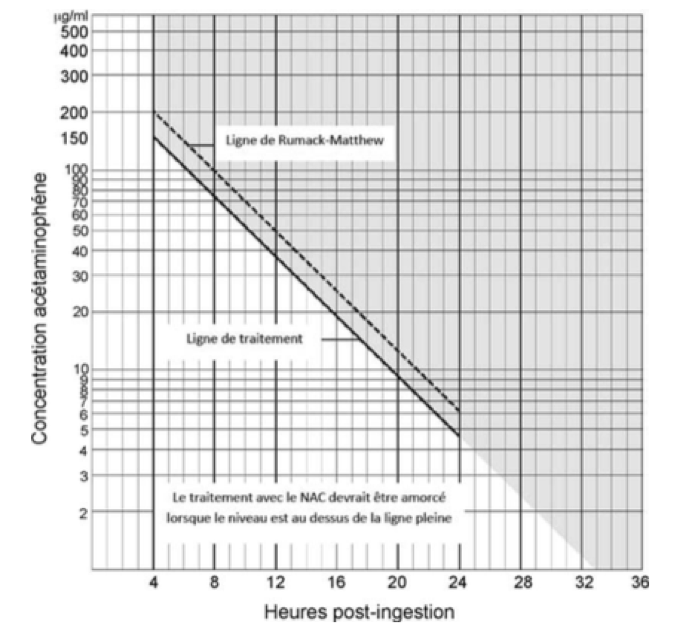 µg/ml
500
400
300
200
150
100
90
80
70
60
50
40
30
20
10
9
8
7
6
5
4
3
2
Concentration acétaminophéne
Ligne de Rumack-Matthew
Ligne de traitement
Le traitement avec le NAC devrait être amorcé
lorsque le niveau est au dessus de la ligne pleine
4 8 12 16 20 24 28 32 36
Heures post-ingestion